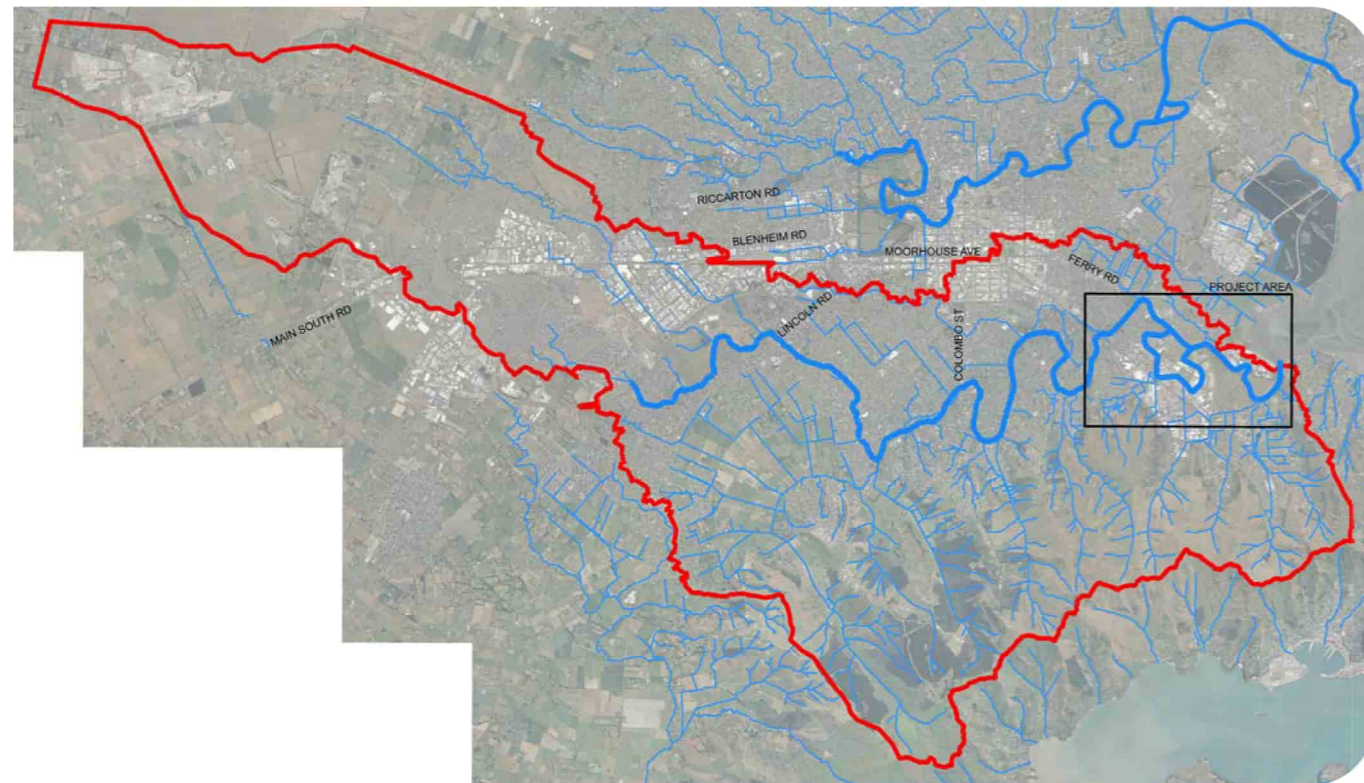 RICCARTON RD
BLENHEIM RD
MOORHOUSE AVE
FERRY RD
PROJECT AREA
MAIN SOUTH RD
LINCOLN RD
COLOMBO ST